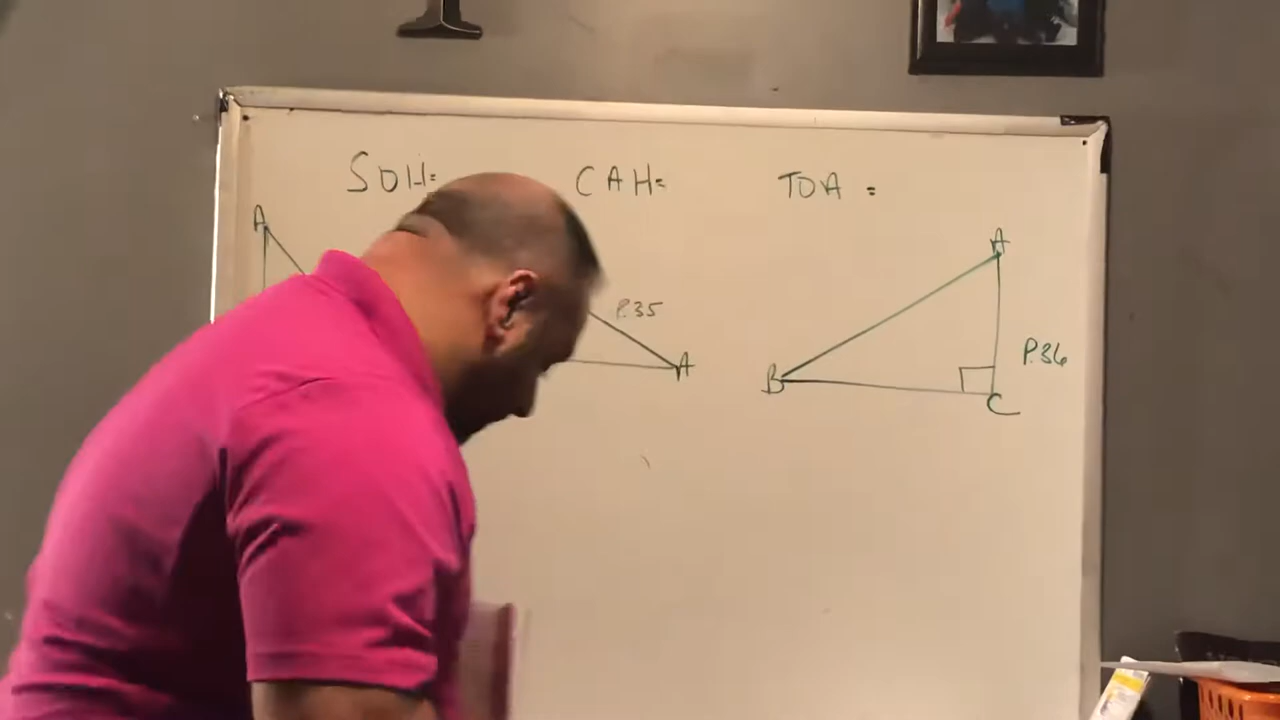 SOH= CAH= TOA =
A
A
P.35
A
B
P.36
C